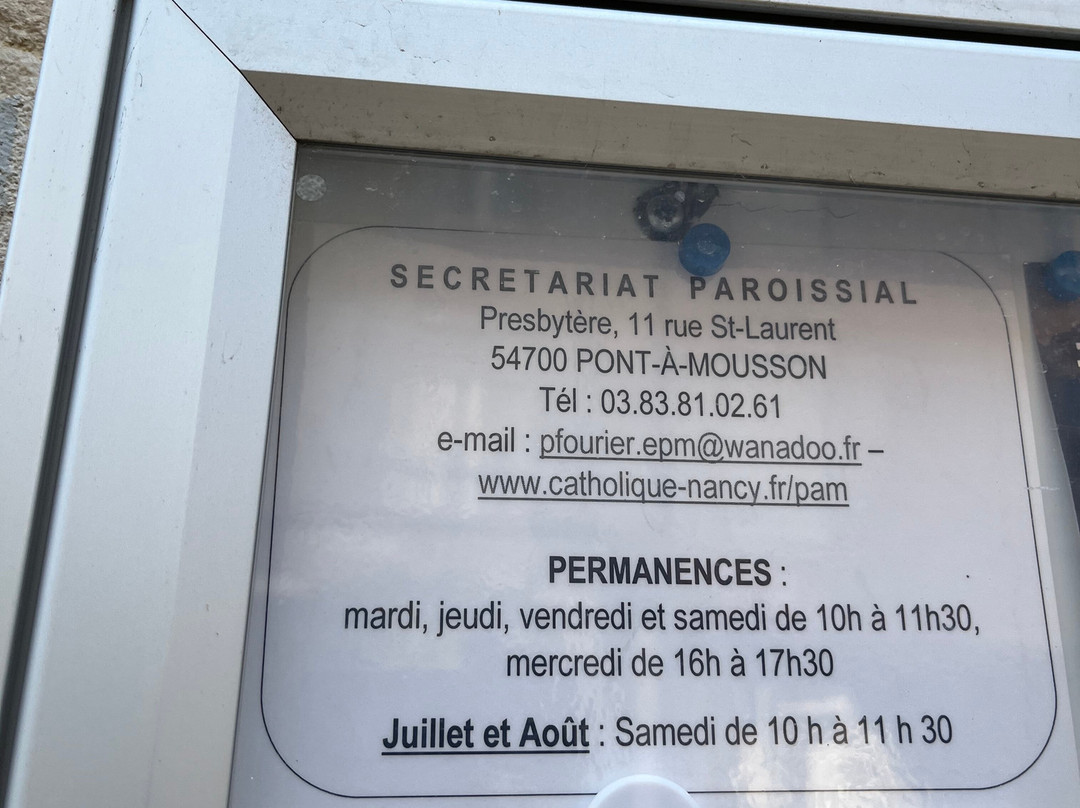 SECRETARIAT PAROISSIAL
Presbytère, 11 rue St-Laurent
54700 PONT-À-MOUSSON
Tél : 03.83.81.02.61
e-mail : pfourier.epm@wanadoo.fr –
www.catholique-nancy.fr/pam
PERMANENCES :
mardi, jeudi, vendredi et samedi de 10h à 11h30,
mercredi de 16h à 17h30
Juillet et Août : Samedi de 10 h à 11 h 30